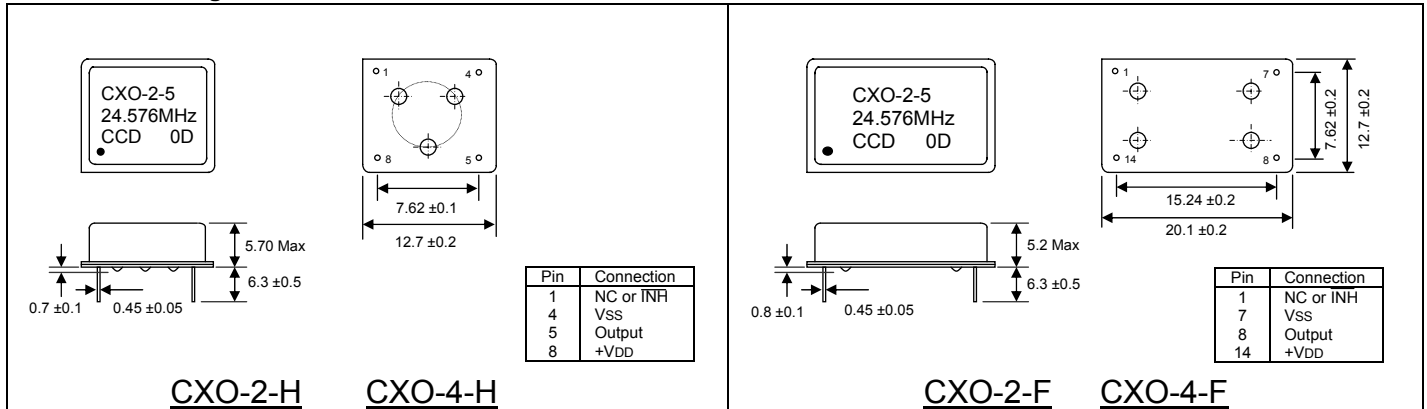 CXO-2-5
24.576MHz
CCD 0D
1
4
8
5
7.62 ±0.1
12.7 ±0.2
5.70 Max
6.3 ±0.5
0.7 ±0.1
0.45 ±0.05
Pin Connection
1 NC or I̅N̅H̅
4 VSS
5 Output
8 +VDD
CXO-2-H CXO-4-H
CXO-2-5
24.576MHz
CCD 0D
1
7
14
8
7.62 ±0.2
12.7 ±0.2
15.24 ±0.2
20.1 ±0.2
5.2 Max
6.3 ±0.5
0.8 ±0.1
0.45 ±0.05
Pin Connection
1 NC or I̅N̅H̅
7 VSS
8 Output
14 +VDD
CXO-2-F CXO-4-F